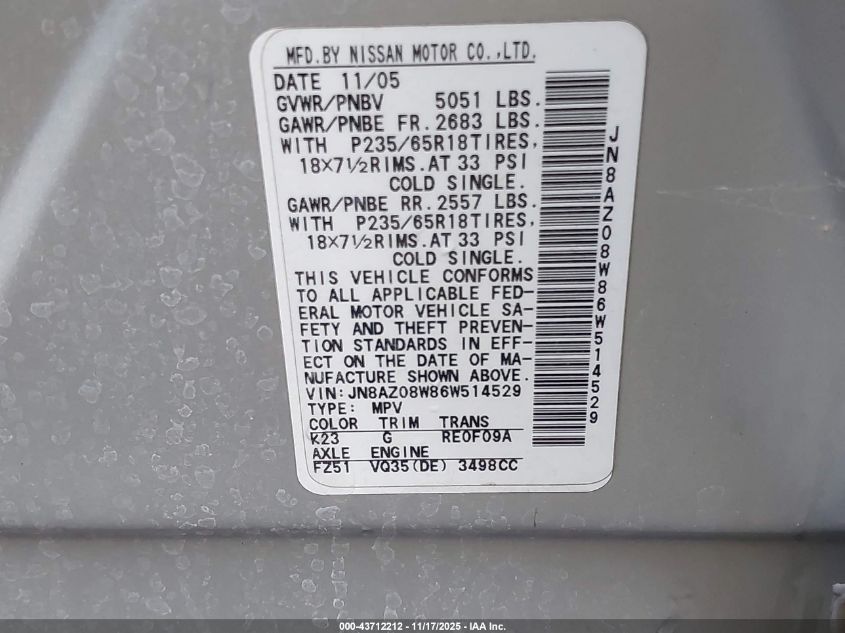 MFD.BY NISSAN MOTOR CO.,LTD.
DATE 11/05
GVWR/PNBV 5051 LBS.
GAWR/PNBE FR. 2683 LBS.
WITH P235/65R18TIRES,
18X7½RIMS.AT 33 PSI
COLD SINGLE.
GAWR/PNBE RR. 2557 LBS.
WITH P235/65R18TIRES,
18X7½RIMS.AT 33 PSI
COLD SINGLE.
THIS VEHICLE CONFORMS
TO ALL APPLICABLE FED-
ERAL MOTOR VEHICLE SA-
FETY AND THEFT PREVEN-
TION STANDARDS IN EFF-
ECT ON THE DATE OF MA-
NUFACTURE SHOWN ABOVE.
VIN:JN8AZ08W86W514529
TYPE: MPV
COLOR TRIM TRANS
K23 G RE0F09A
AXLE ENGINE
FZ51 VQ35(DE) 3498CC
JN8AZ08W86W514529
000-43712212 - 11/17/2025 - IAA Inc.